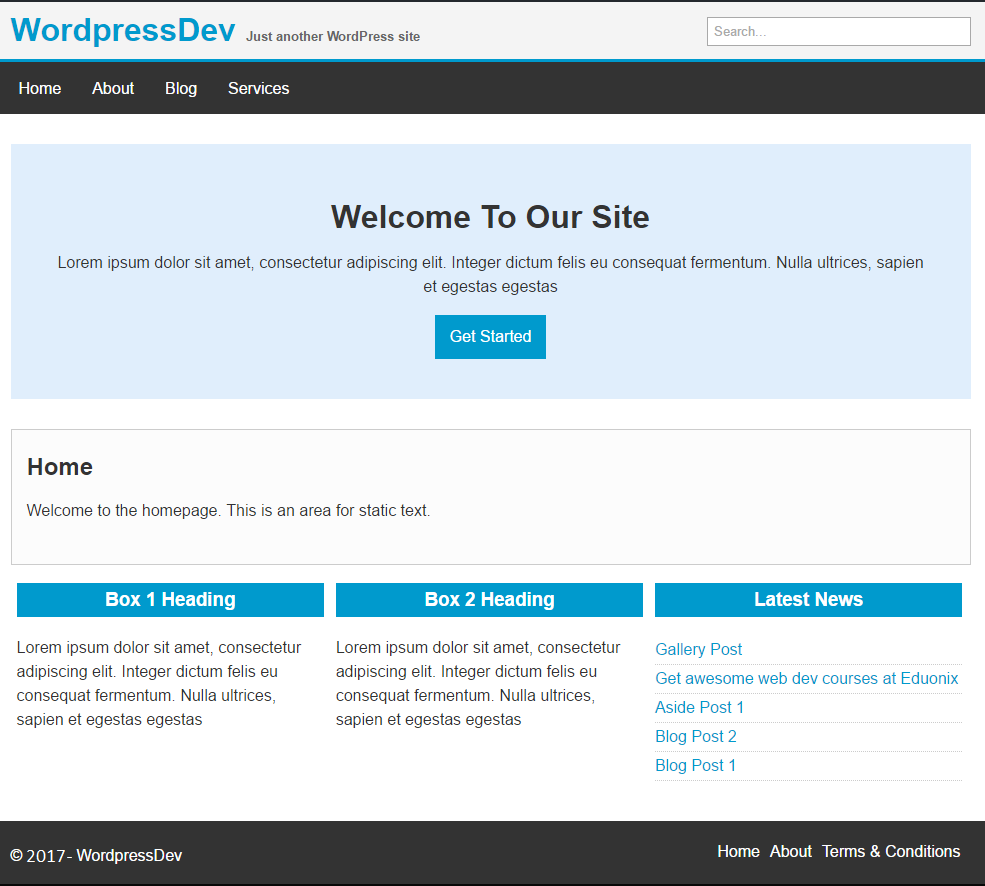 WordpressDev Just another WordPress site
Search...
Home About Blog Services
Welcome To Our Site
Lorem ipsum dolor sit amet, consectetur adipiscing elit. Integer dictum felis eu consequat fermentum. Nulla ultrices, sapien
et egestas egestas
Get Started
Home
Welcome to the homepage. This is an area for static text.
Box 1 Heading
Lorem ipsum dolor sit amet, consectetur
adipiscing elit. Integer dictum felis eu
consequat fermentum. Nulla ultrices,
sapien et egestas egestas
Box 2 Heading
Lorem ipsum dolor sit amet, consectetur
adipiscing elit. Integer dictum felis eu
consequat fermentum. Nulla ultrices,
sapien et egestas egestas
Latest News
Gallery Post
Get awesome web dev courses at Eduonix
Aside Post 1
Blog Post 2
Blog Post 1
© 2017- WordpressDev
Home About Terms & Conditions